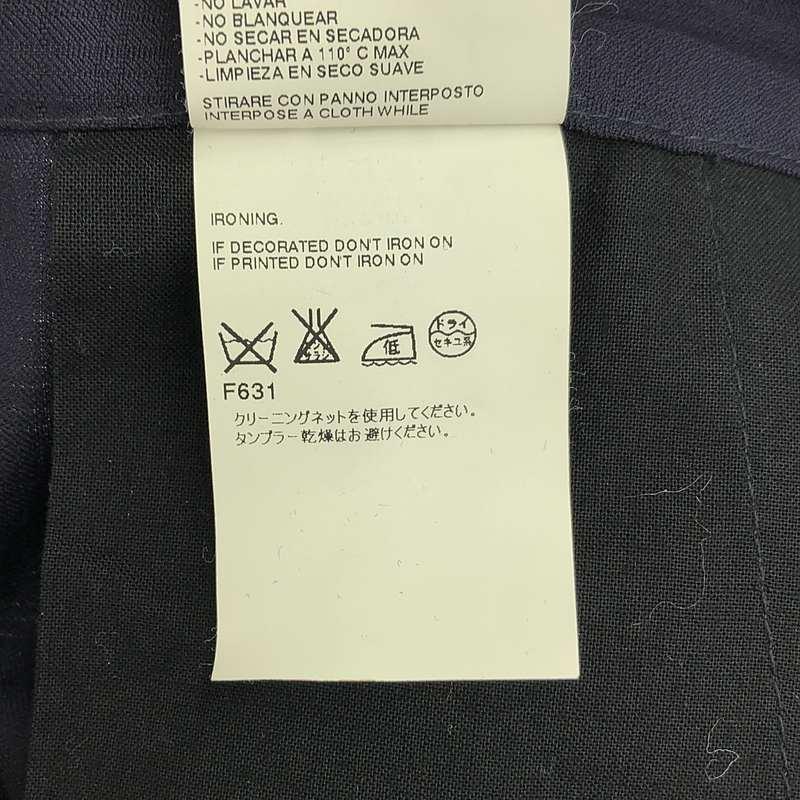 -NO LAVAR
-NO BLANQUEAR
-NO SECAR EN SECADORA
-PLANCHAR A 110° C MAX
-LIMPIEZA EN SECO SUAVE
STIRARE CON PANNO INTERPOSTO
INTERPOSE A CLOTH WHILE
IRONING.
IF DECORATED DON'T IRON ON
IF PRINTED DON'T IRON ON
低
ドライ
セキユ系
F631
クリーニングネットを使用してください。
タンブラー乾燥はお避けください。